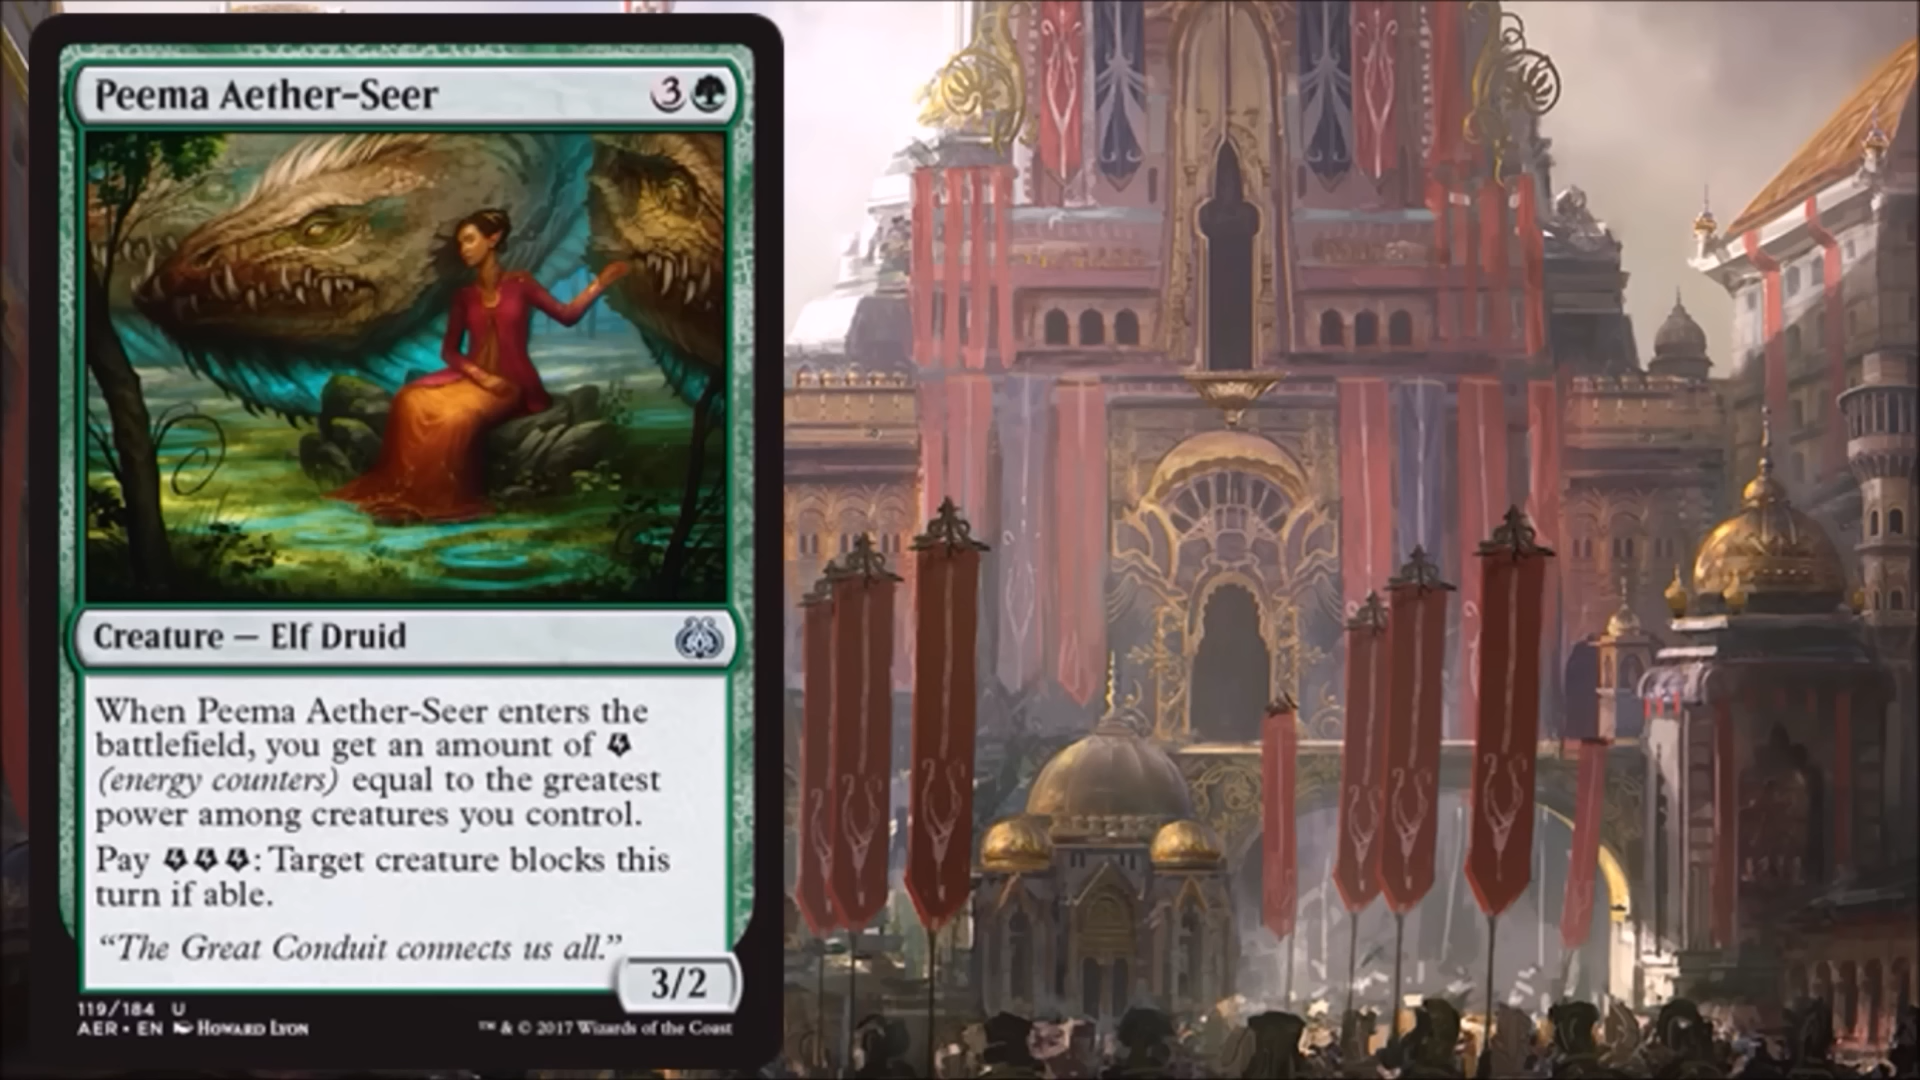 Peema Aether-Seer 3
Creature — Elf Druid
When Peema Aether-Seer enters the
battlefield, you get an amount of
(energy counters) equal to the greatest
power among creatures you control.
Pay : Target creature blocks this
turn if able.
“The Great Conduit connects us all.”
3/2
119/184 U
AER • EN Howard Lyon
™ & © 2017 Wizards of the Coast